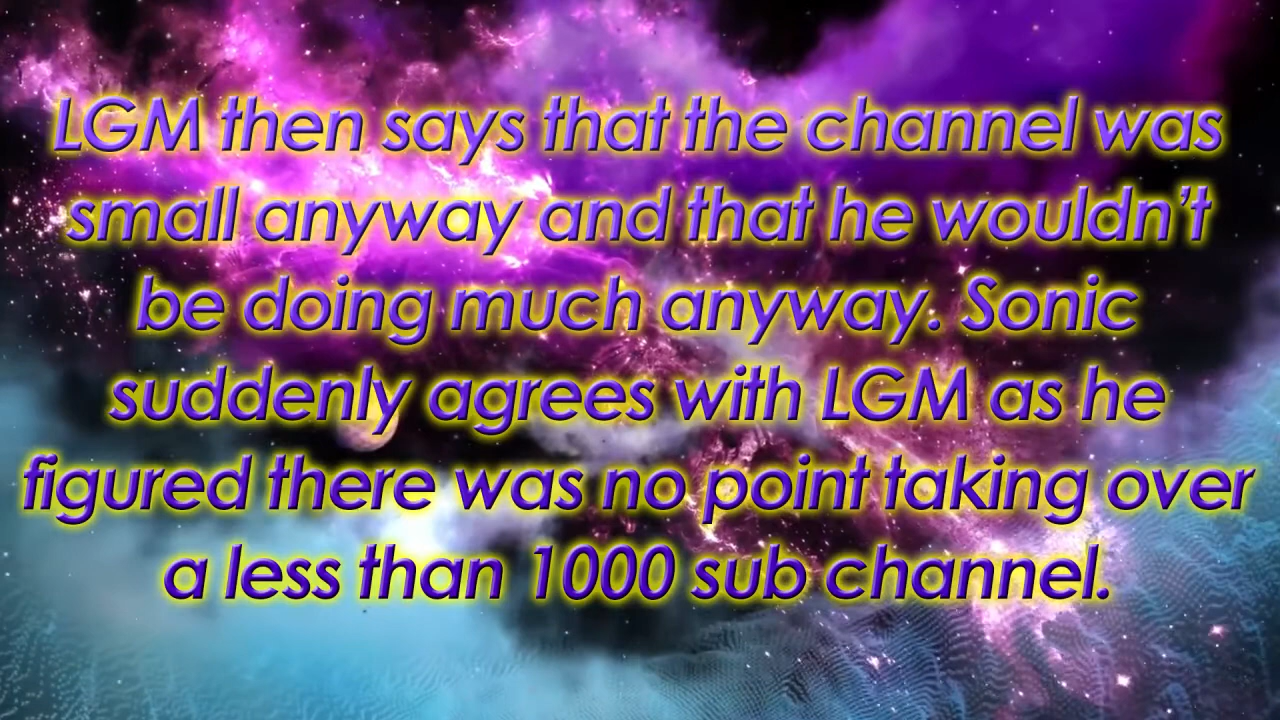 LGM then says that the channel was
small anyway and that he wouldn’t
be doing much anyway. Sonic
suddenly agrees with LGM as he
figured there was no point taking over
a less than 1000 sub channel.